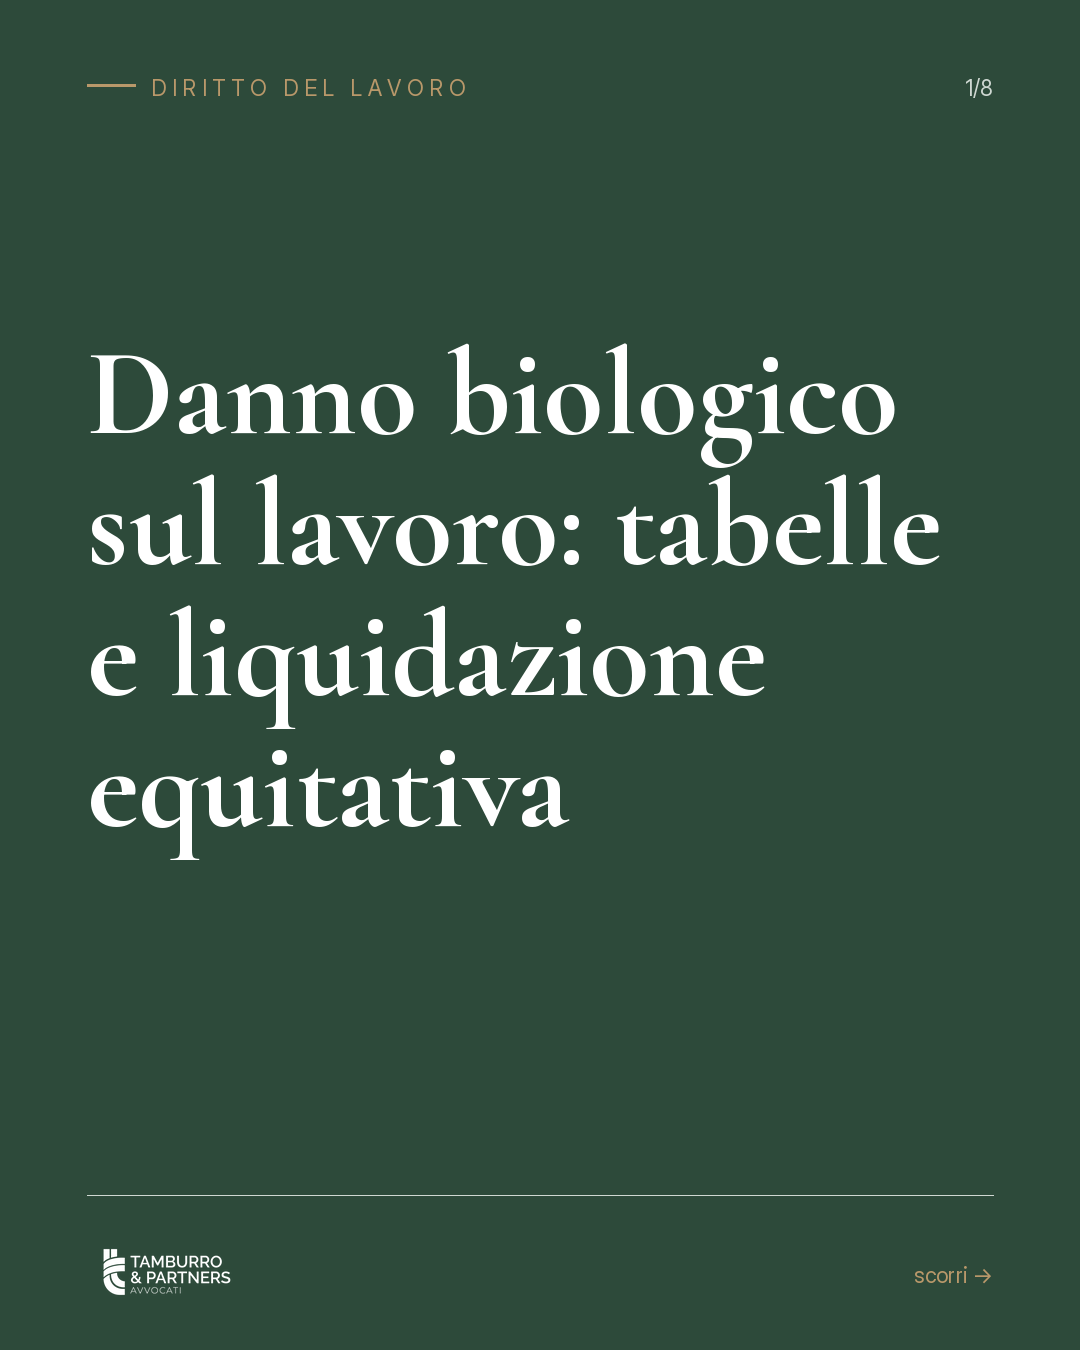 DIRITTO DEL LAVORO
1/8
Danno biologico
sul lavoro: tabelle
e liquidazione
equitativa
TAMBURRO
& PARTNERS
AVVOCATI
scorri →